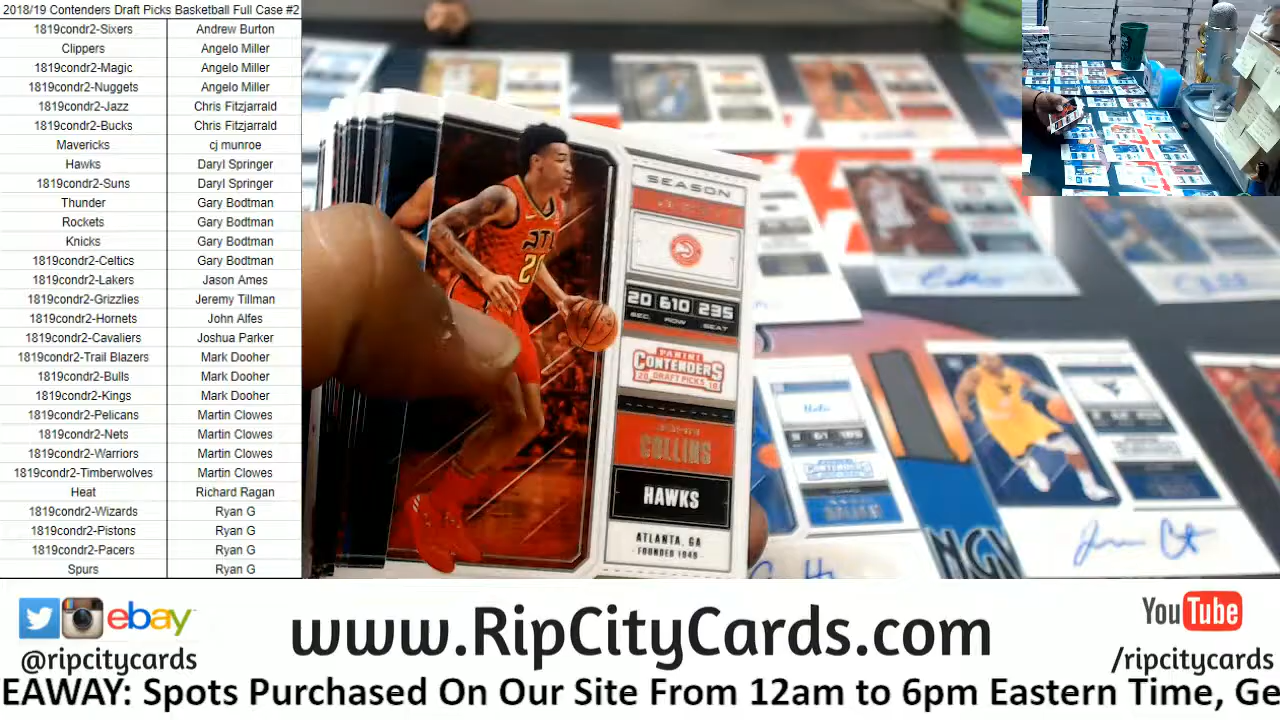 2018/19 Contenders Draft Picks Basketball Full Case #2
1819condr2-Sixers Andrew Burton
Clippers Angelo Miller
1819condr2-Magic Angelo Miller
1819condr2-Nuggets Angelo Miller
1819condr2-Jazz Chris Fitzjarrald
1819condr2-Bucks Chris Fitzjarrald
Mavericks cj munroe
Hawks Daryl Springer
1819condr2-Suns Daryl Springer
Thunder Gary Bodtman
Rockets Gary Bodtman
Knicks Gary Bodtman
1819condr2-Celtics Gary Bodtman
1819condr2-Lakers Jason Ames
1819condr2-Grizzlies Jeremy Tillman
1819condr2-Hornets John Alfes
1819condr2-Cavaliers Joshua Parker
1819condr2-Trail Blazers Mark Dooher
1819condr2-Bulls Mark Dooher
1819condr2-Kings Mark Dooher
1819condr2-Pelicans Martin Clowes
1819condr2-Nets Martin Clowes
1819condr2-Warriors Martin Clowes
1819condr2-Timberwolves Martin Clowes
Heat Richard Ragan
1819condr2-Wizards Ryan G
1819condr2-Pistons Ryan G
1819condr2-Pacers Ryan G
Spurs Ryan G
SEASON
20 610 235
SEC. ROW SEAT
PANINI
CONTENDERS
20 DRAFT PICKS 18
COLLINS
HAWKS
ATLANTA, GA
- FOUNDED 1946 -
ebay
@ripcitycards
www.RipCityCards.com
YouTube
/ripcitycards
EAWAY: Spots Purchased On Our Site From 12am to 6pm Eastern Time, Ge